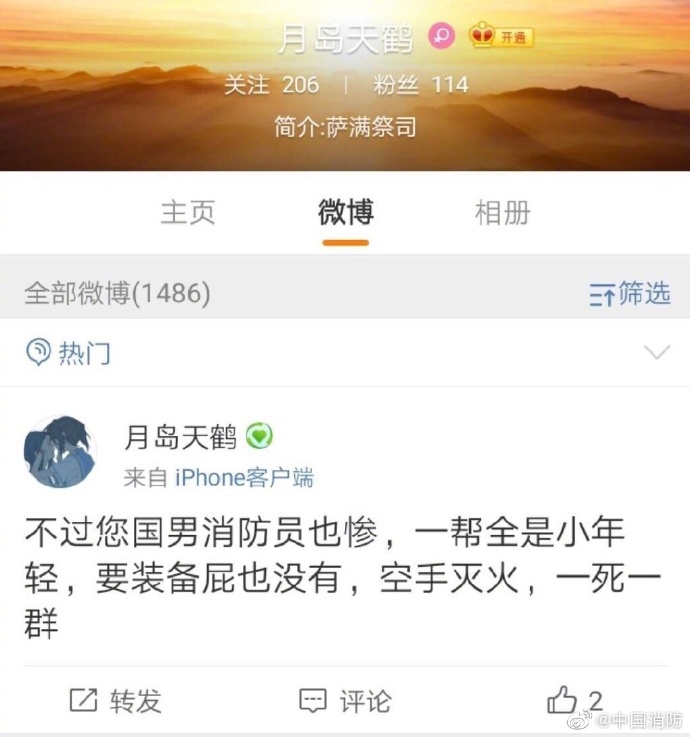 月岛天鹤 开通
关注 206 | 粉丝 114
简介:萨满祭司
主页 微博 相册
全部微博(1486) 筛选
热门
月岛天鹤
来自 iPhone客户端
不过您国男消防员也惨，一帮全是小年
轻，要装备屁也没有，空手灭火，一死一
群
转发 评论 2
@中国消防